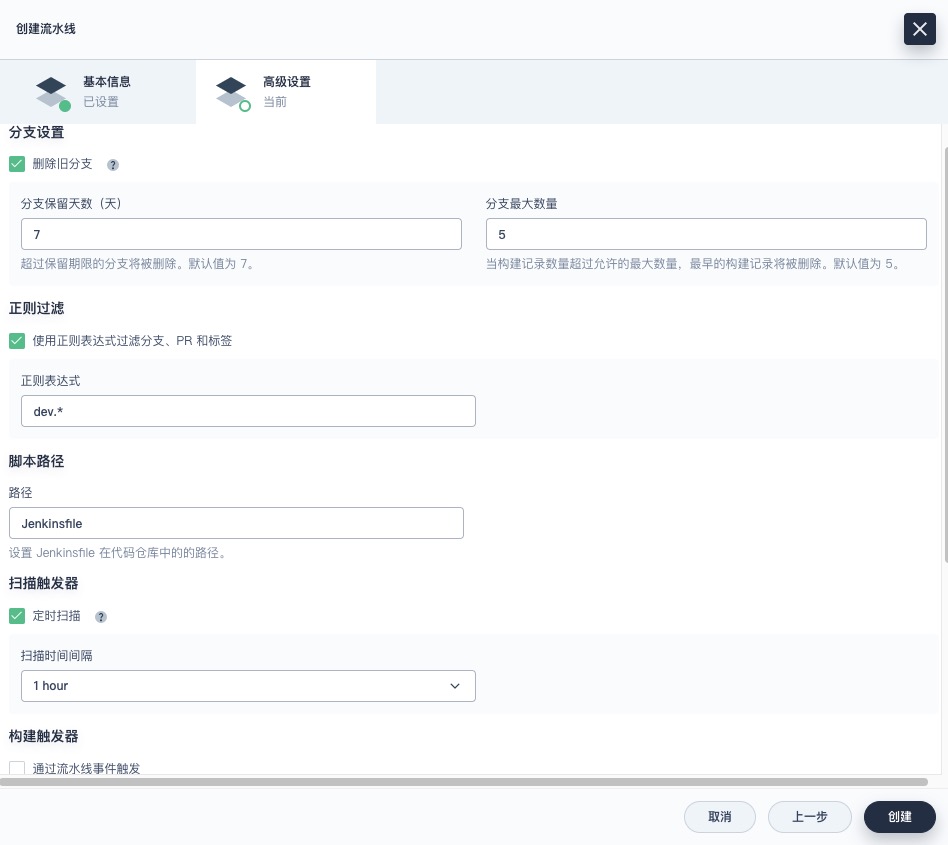 创建流水线
基本信息
已设置
高级设置
当前
分支设置
删除旧分支 ?
分支保留天数（天）
7
超过保留期限的分支将被删除。默认值为 7。
分支最大数量
5
当构建记录数量超过允许的最大数量，最早的构建记录将被删除。默认值为 5。
正则过滤
使用正则表达式过滤分支、PR 和标签
正则表达式
dev.*
脚本路径
路径
Jenkinsfile
设置 Jenkinsfile 在代码仓库中的的路径。
扫描触发器
定时扫描 ?
扫描时间间隔
1 hour
构建触发器
通过流水线事件触发
取消
上一步
创建